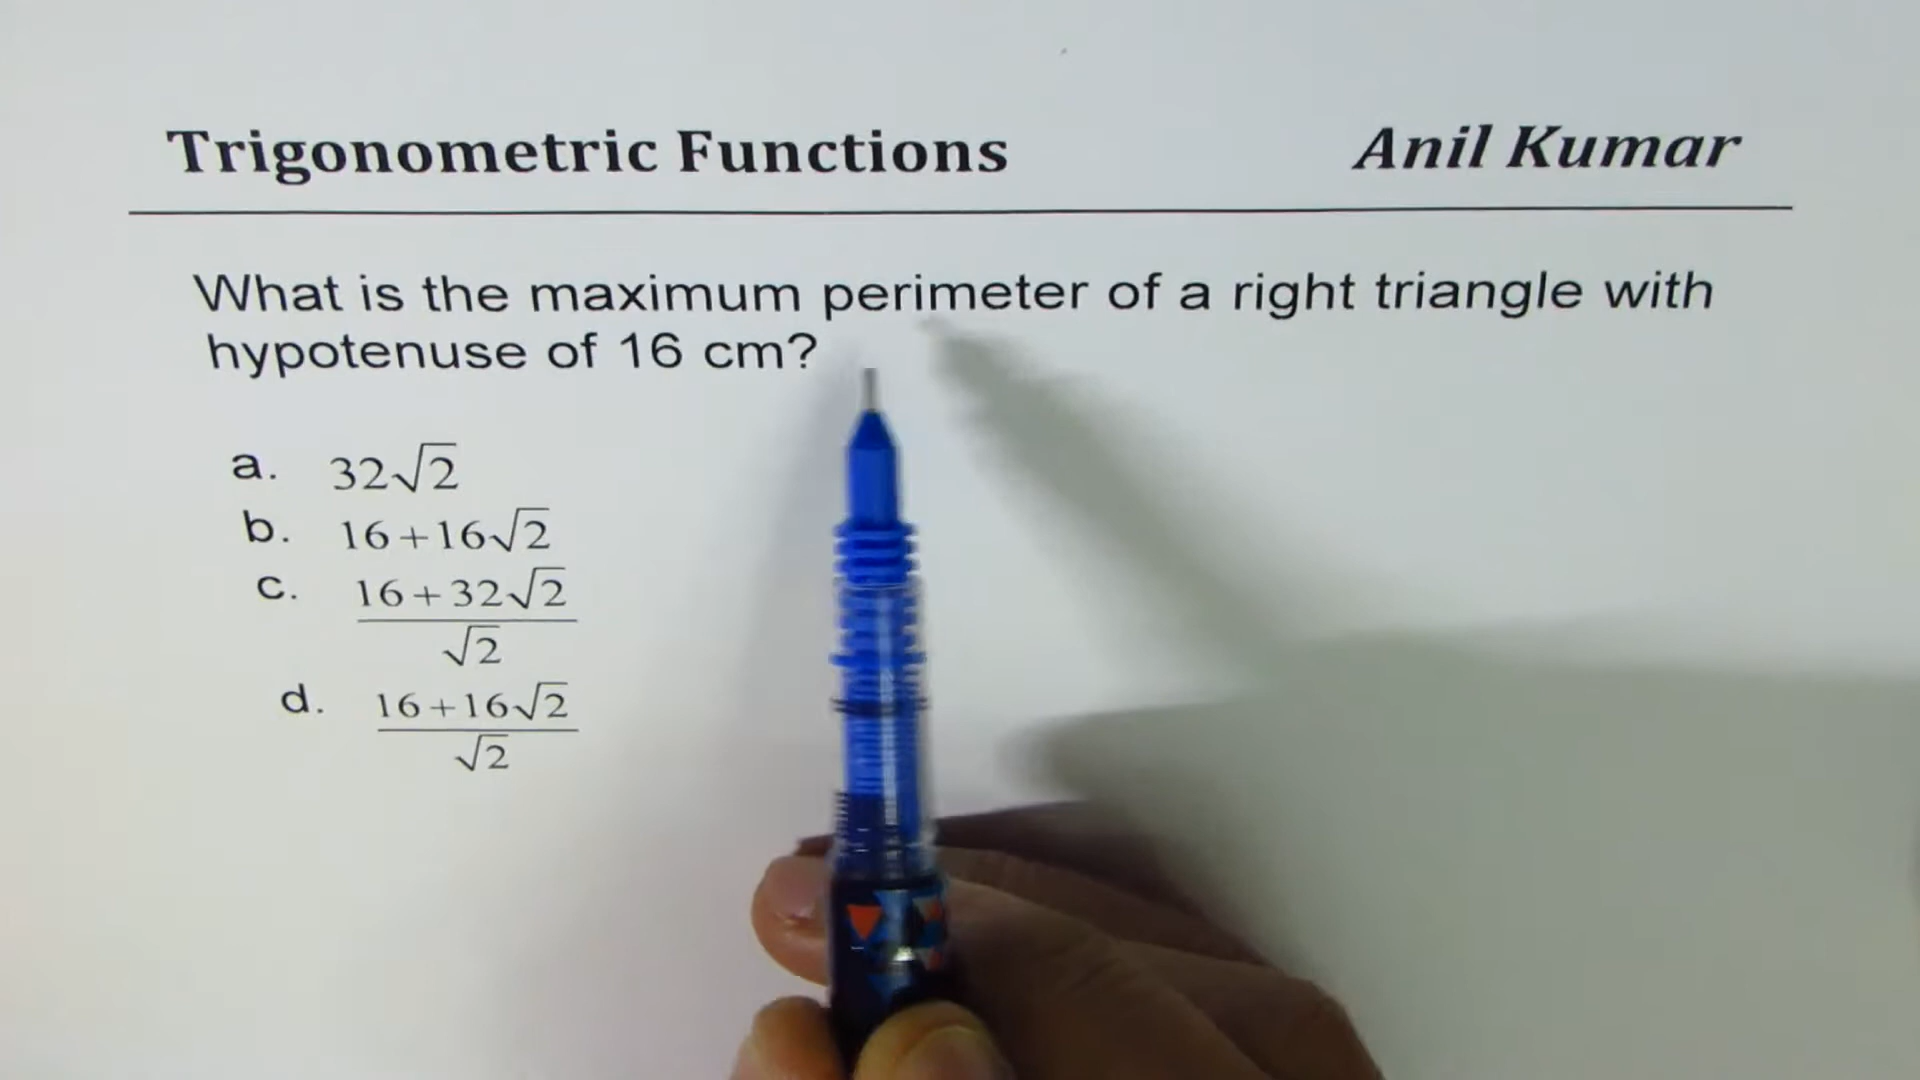 Trigonometric Functions Anil Kumar
What is the maximum perimeter of a right triangle with
hypotenuse of 16 cm?
a. 32√2
b. 16+16√2
c. (16+32√2)/√2
d. (16+16√2)/√2